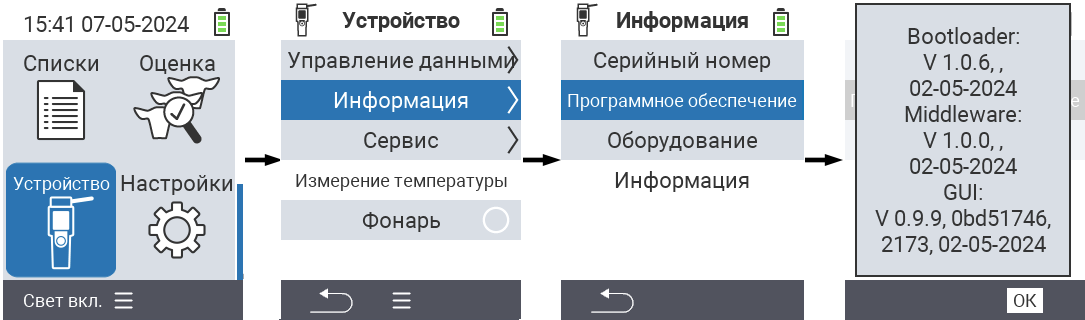 15:41 07-05-2024
Списки
Оценка
Устройство
Настройки
Свет вкл.
Устройство
Управление данными
Информация
Сервис
Измерение температуры
Фонарь
Информация
Серийный номер
Программное обеспечение
Оборудование
Информация
Bootloader:
V 1.0.6, ,
02-05-2024
Middleware:
V 1.0.0, ,
02-05-2024
GUI:
V 0.9.9, 0bd51746,
2173, 02-05-2024
OK